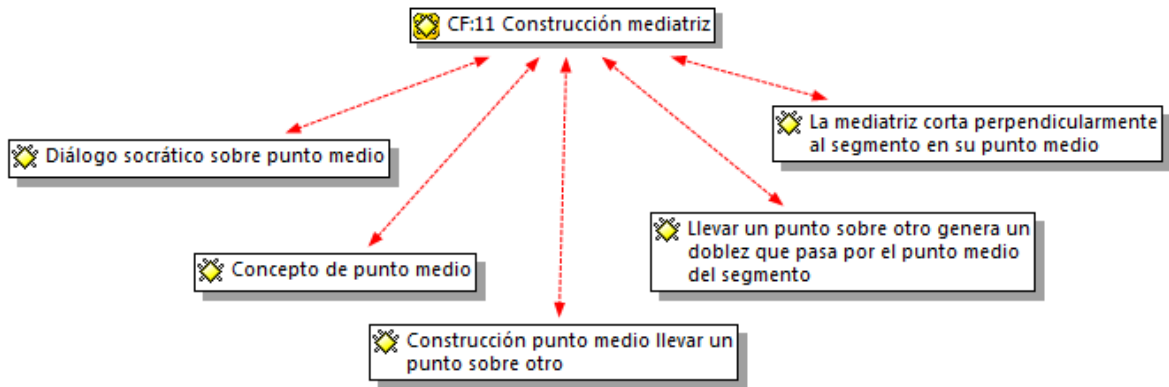 CF:11 Construcción mediatriz
La mediatriz corta perpendicularmente
al segmento en su punto medio
Diálogo socrático sobre punto medio
Llevar un punto sobre otro genera un
doblez que pasa por el punto medio
del segmento
Concepto de punto medio
Construcción punto medio llevar un
punto sobre otro